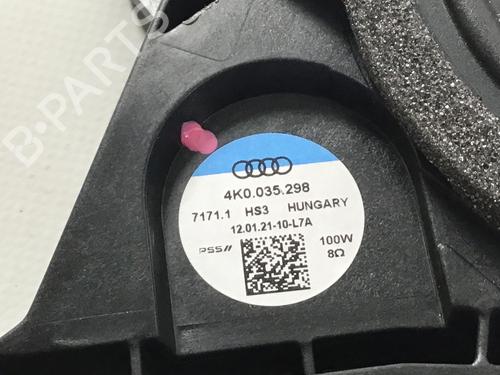 B-PARTS
4K0.035.298
7171.1 HS3 HUNGARY
12.01.21-10-L7A
PSS//
100W
8Ω